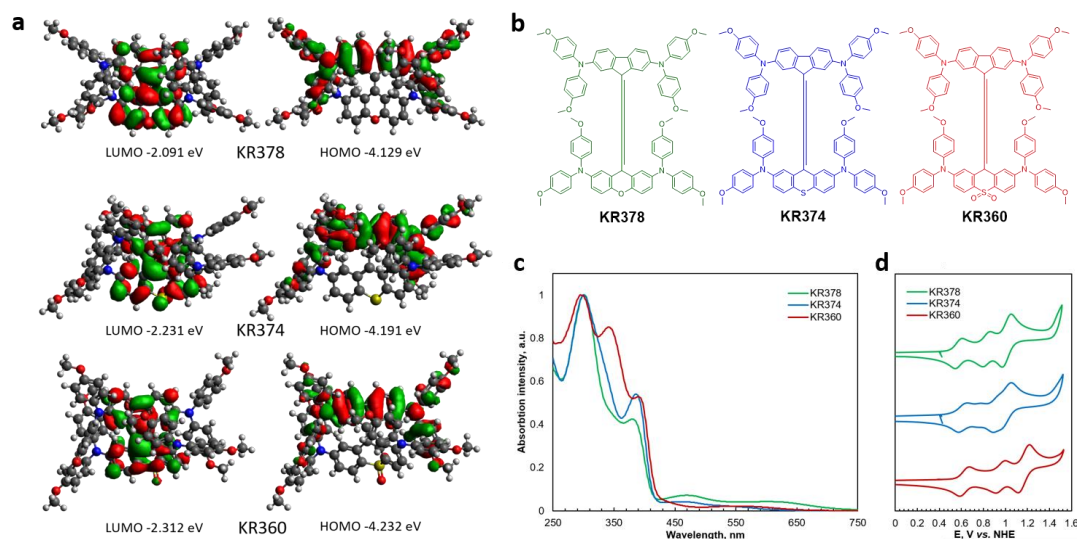 a
LUMO -2.091 eV
KR378
HOMO -4.129 eV
LUMO -2.231 eV
KR374
HOMO -4.191 eV
LUMO -2.312 eV
KR360
HOMO -4.232 eV
b
O
O
N
N
O
O
O
O
N
N
O
O
O
KR378
O
O
N
N
O
O
O
O
N
N
O
S
O
KR374
O
O
N
N
O
O
O
O
N
N
O
S
O
O
O
KR360
c
Absorbtion intensity, a.u.
1
0.8
0.6
0.4
0.2
0
250
350
450
550
650
750
Wavelength, nm
KR378
KR374
KR360
d
KR378
KR374
KR360
0 0.2 0.4 0.6 0.8 1 1.2 1.4 1.6
E, V vs. NHE